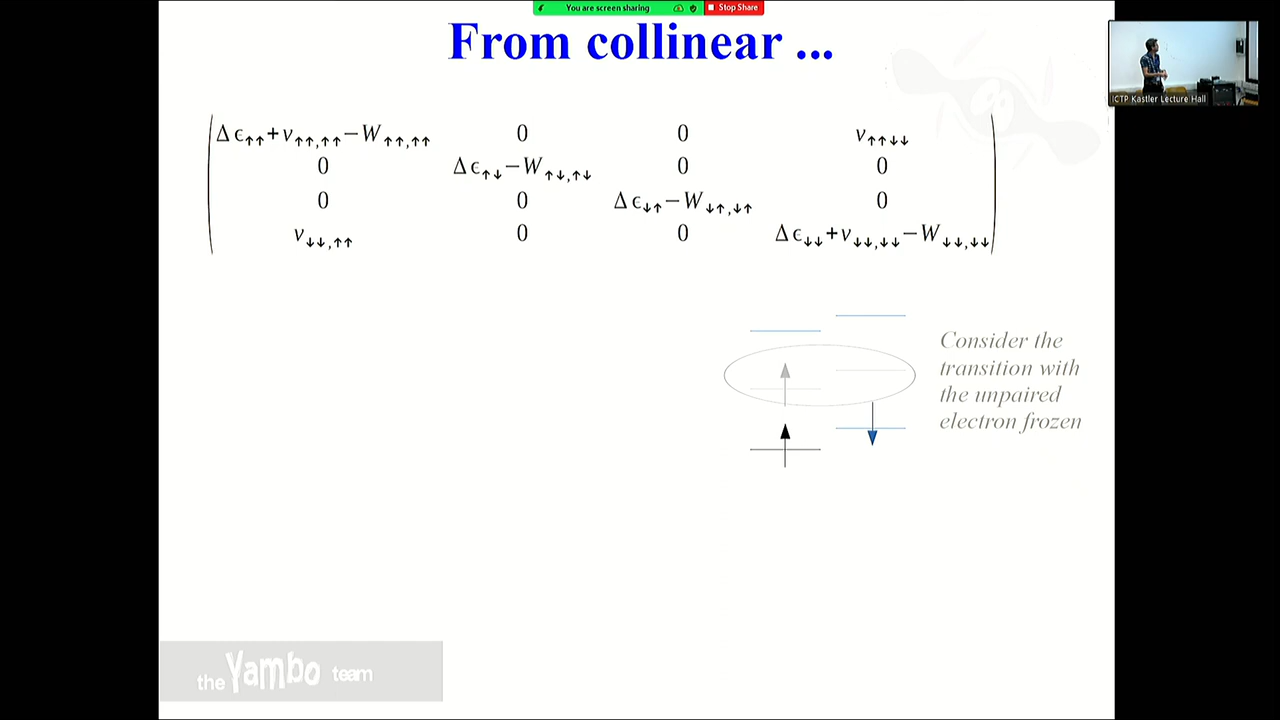 You are screen sharing
Stop Share
From collinear ...
Δϵ↑↑+v↑↑,↑↑−W↑↑,↑↑ 0 0 v↑↑↓↓
0 Δϵ↑↓−W↑↓,↑↓ 0 0
0 0 Δϵ↓↑−W↓↑,↓↑ 0
v↓↓,↑↑ 0 0 Δϵ↓↓+v↓↓,↓↓−W↓↓,↓↓
ICTP Kastler Lecture Hall
Consider the
transition with
the unpaired
electron frozen
the Yambo team